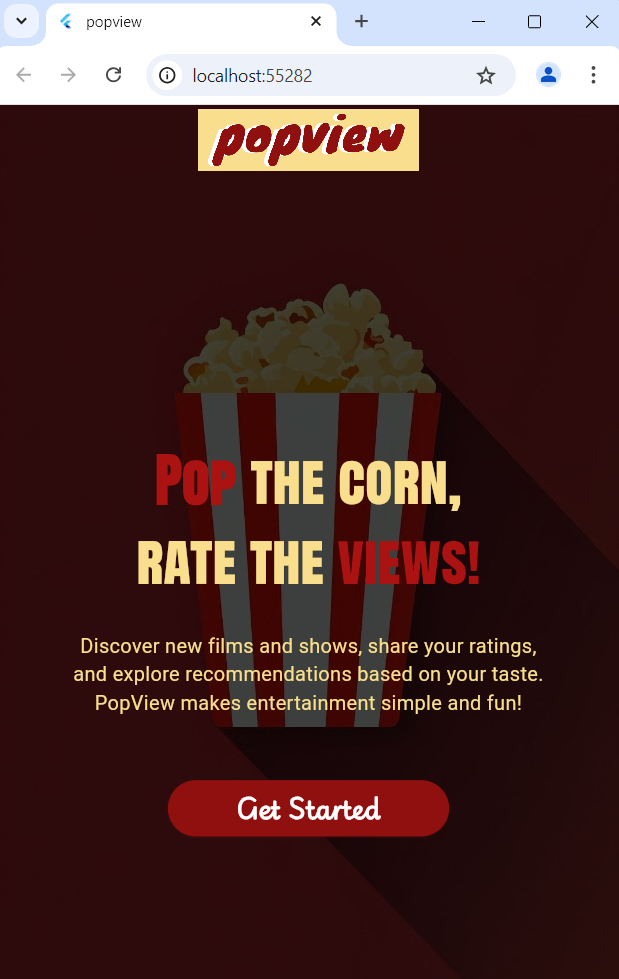 popview
localhost:55282
popview
POP THE CORN,
RATE THE VIEWS!
Discover new films and shows, share your ratings,
and explore recommendations based on your taste.
PopView makes entertainment simple and fun!
Get Started